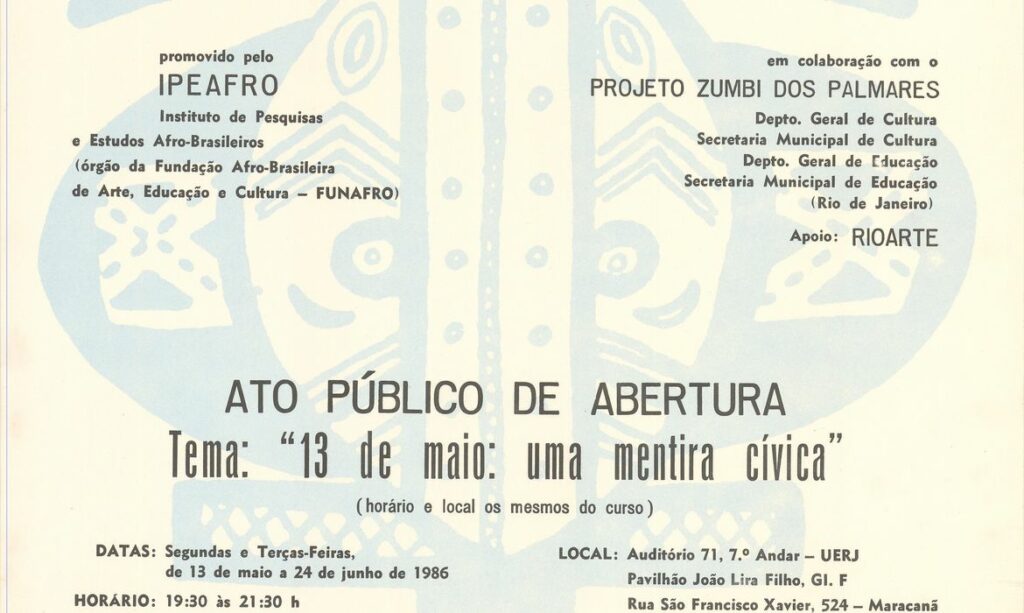 promovido pelo
IPEAFRO
Instituto de Pesquisas
e Estudos Afro-Brasileiros
(órgão da Fundação Afro-Brasileira
de Arte, Educação e Cultura – FUNAFRO)
em colaboração com o
PROJETO ZUMBI DOS PALMARES
Depto. Geral de Cultura
Secretaria Municipal de Cultura
Depto. Geral de Educação
Secretaria Municipal de Educação
(Rio de Janeiro)
Apoio: RIOARTE
ATO PÚBLICO DE ABERTURA
Tema: “13 de maio: uma mentira cívica”
(horário e local os mesmos do curso)
DATAS: Segundas e Terças-Feiras,
de 13 de maio a 24 de junho de 1986
HORÁRIO: 19:30 às 21:30 h
LOCAL: Auditório 71, 7.º Andar – UERJ
Pavilhão João Lira Filho, Gl. F
Rua São Francisco Xavier, 524 – Maracanã